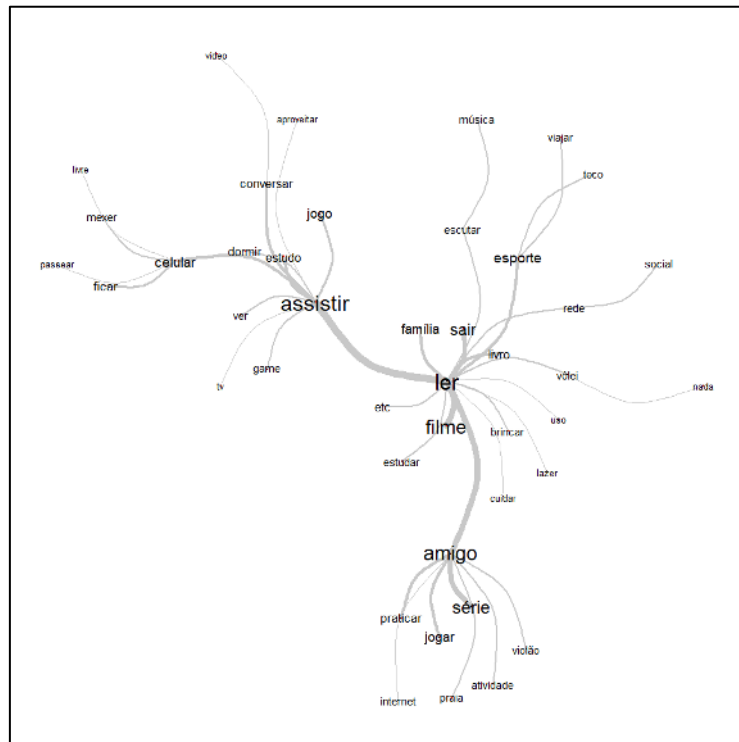 vídeo
aproveitar
música
viajar
toco
livre
conversar
mexer
jogo
escutar
esporte
passear
celular
dormir
estudo
social
ficar
assistir
rede
ver
família
sair
livro
game
vôlei
tv
ler
nada
etc
filme
brincar
uso
estudar
lazer
cuidar
amigo
série
praticar
jogar
violão
atividade
internet
praia